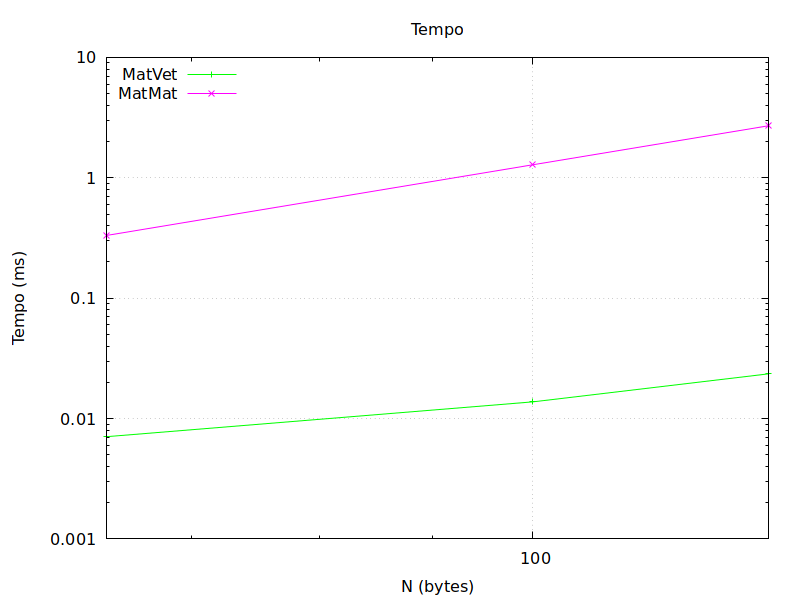 Tempo
10
MatVet
MatMat
1
Tempo (ms)
0.1
0.01
0.001
100
N (bytes)